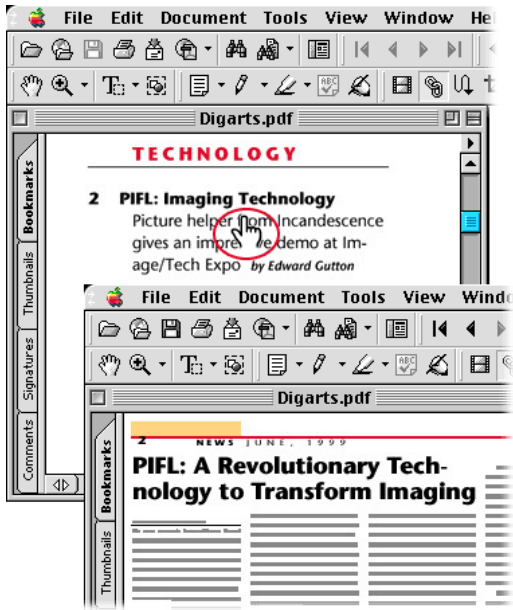 File Edit Document Tools View Window He
Digarts.pdf
Bookmarks
Thumbnails
Signatures
Comments
TECHNOLOGY
2 PIFL: Imaging Technology
Picture helper from Incandescence
gives an impre ve demo at Im-
age/Tech Expo by Edward Gutton
File Edit Document Tools View Windo
Digarts.pdf
Bookmarks
Thumbnails
2 NEWS JUNE, 1999
PIFL: A Revolutionary Tech-
nology to Transform Imaging